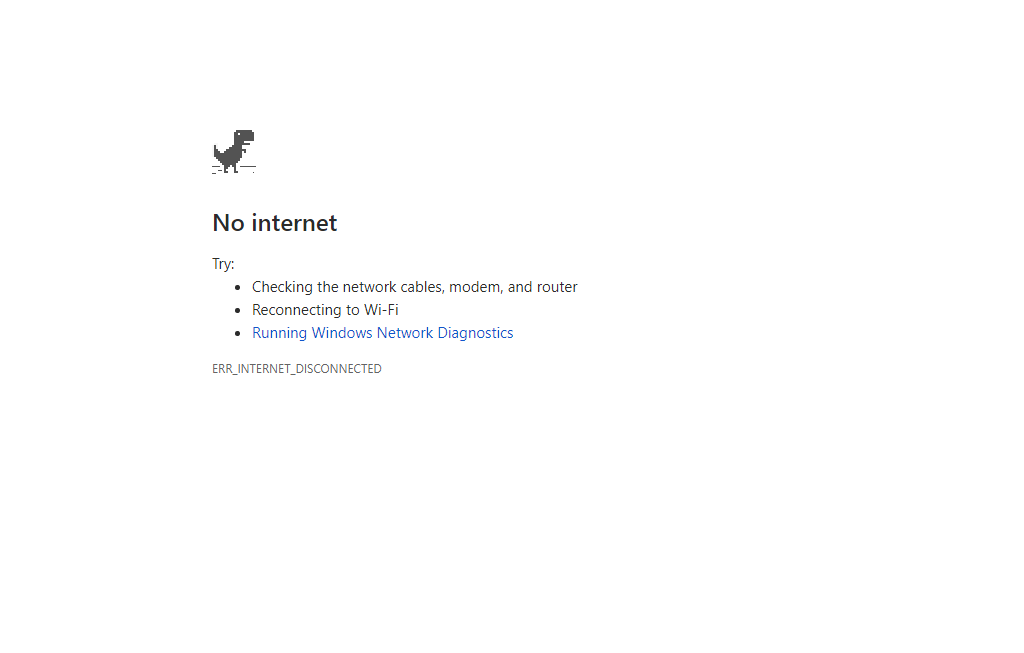 No internet
Try:
Checking the network cables, modem, and router
Reconnecting to Wi-Fi
Running Windows Network Diagnostics
ERR_INTERNET_DISCONNECTED